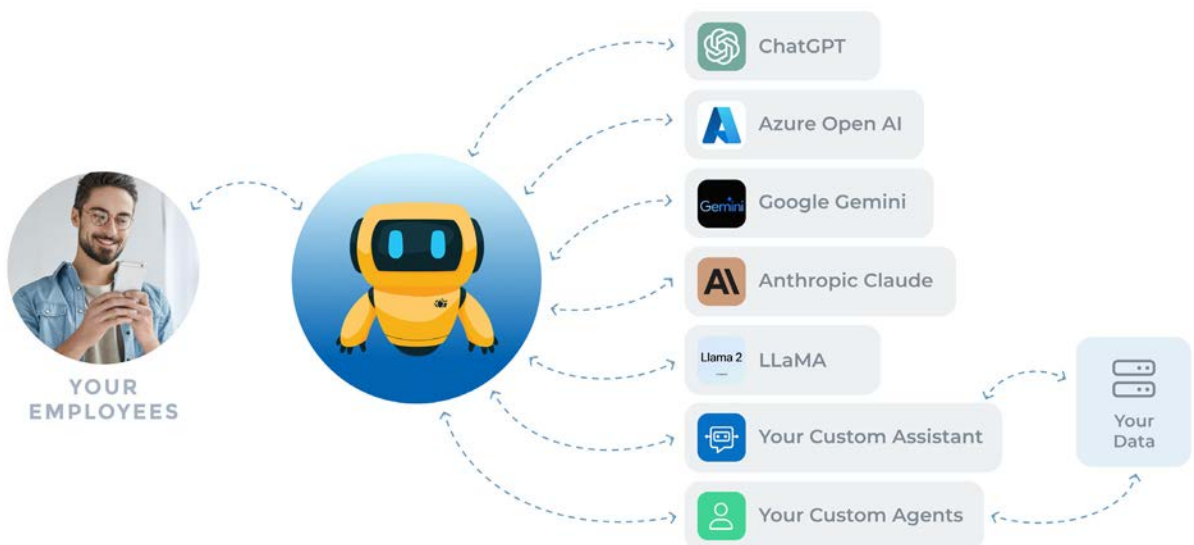 ChatGPT
Azure Open AI
Gemini
Google Gemini
Anthropic Claude
Llama 2
LLaMA
YOUR
EMPLOYEES
Your Custom Assistant
Your
Data
Your Custom Agents